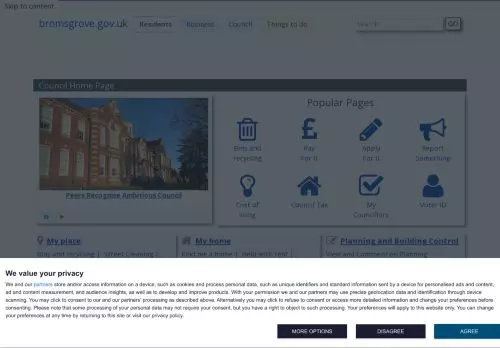 Skip to content
bromsgrove.gov.uk Residents Business Council Things to do Search GO
Council Home Page
Popular Pages
Bins and recycling
Pay For It
Apply For It
Report Something
Peers Recognise Ambitious Council
Cost of living
Council Tax
My Councillors
Voter ID
My place
My home
Planning and Building Control
Bins and recycling | Street Cleaning |
Find me a home | Help with rent
View and Comment on Planning
We value your privacy
We and our partners store and/or access information on a device, such as cookies and process personal data, such as unique identifiers and standard information sent by a device for personalised ads and content,
ad and content measurement, and audience insights, as well as to develop and improve products. With your permission we and our partners may use precise geolocation data and identification through device
scanning. You may click to consent to our and our partners' processing as described above. Alternatively you may click to refuse to consent or access more detailed information and change your preferences before
consenting. Please note that some processing of your personal data may not require your consent, but you have a right to object to such processing. Your preferences will apply to this website only. You can change
your preferences at any time by returning to this site or visit our privacy policy.
MORE OPTIONS DISAGREE AGREE